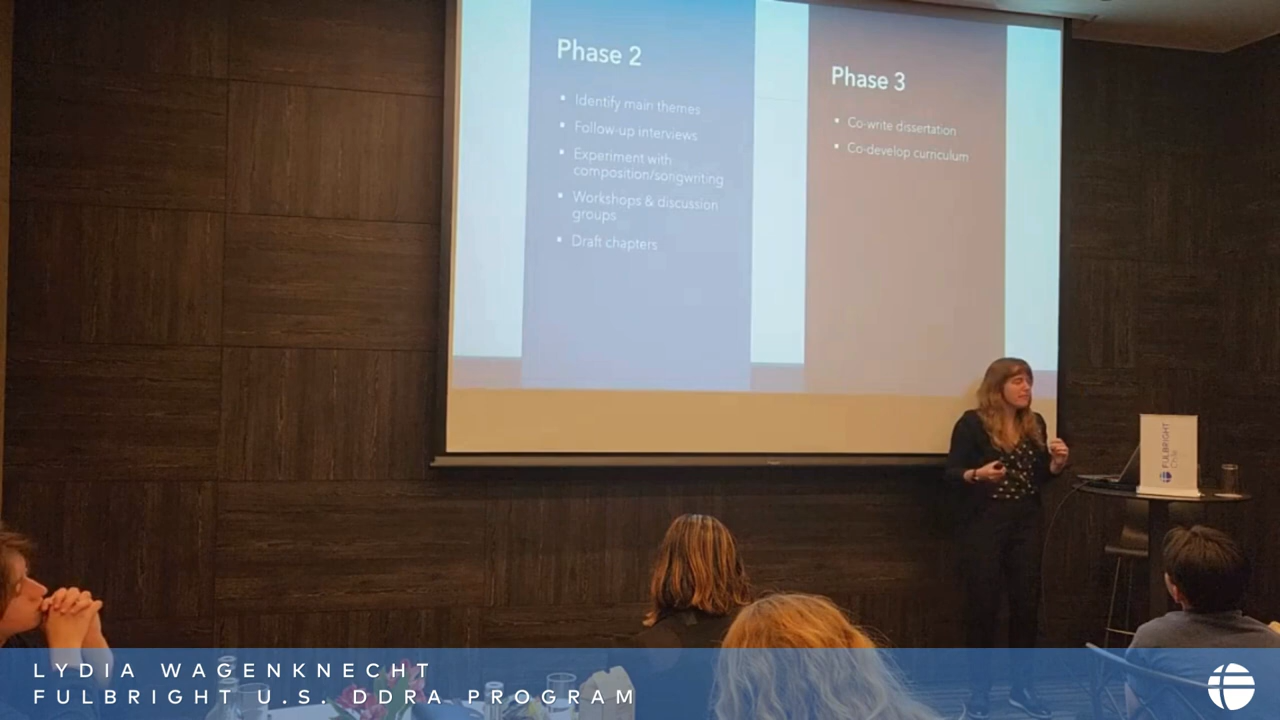 Phase 2
▪ Identify main themes
▪ Follow-up interviews
▪ Experiment with
composition/songwriting
▪ Workshops & discussion
groups
▪ Draft chapters
Phase 3
▪ Co-write dissertation
▪ Co-develop curriculum
FULBRIGHT
Chile
LYDIA WAGENKNECHT
FULBRIGHT U.S. DDRA PROGRAM